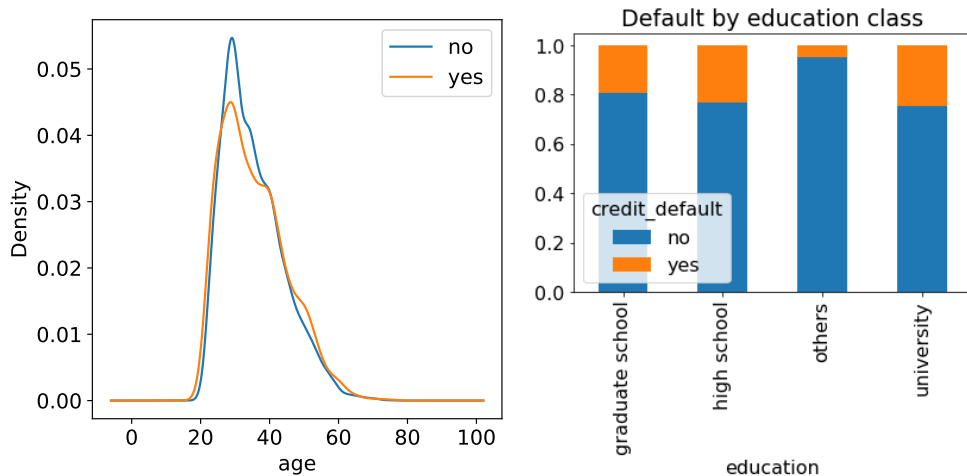 0.05
0.04
0.03
0.02
0.01
0.00
Density
0 20 40 60 80 100
age
no
yes
Default by education class
1.0
0.8
0.6
0.4
0.2
0.0
credit_default
no
yes
graduate school
high school
others
university
education